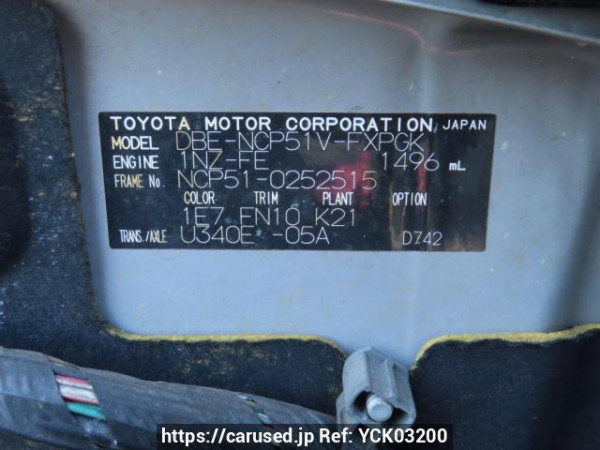 TOYOTA MOTOR CORPORATION JAPAN
MODEL DBE-NCP51V-FXPGK
ENGINE 1NZ-FE 1496 mL
FRAME No. NCP51-0252515
COLOR TRIM PLANT OPTION
1E7 FN10 K21
TRANS./AXLE U340E -05A D742
https://carused.jp Ref: YCK03200